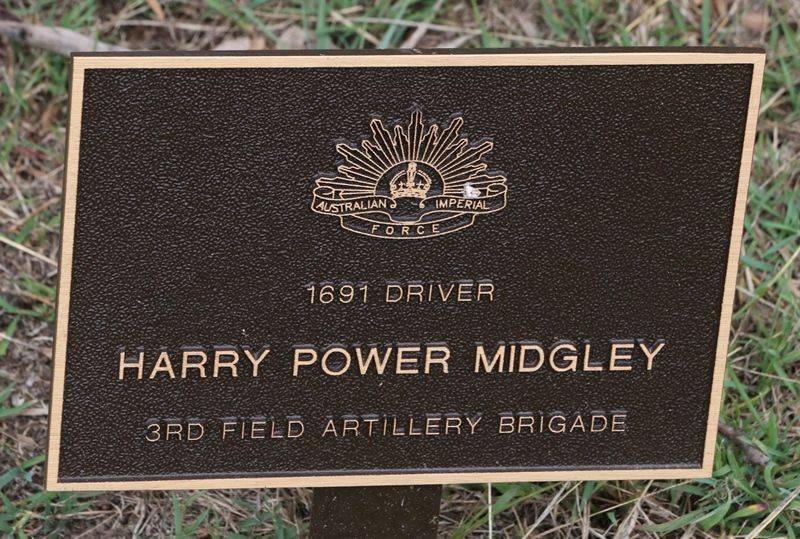 AUSTRALIAN IMPERIAL
FORCE
1691 DRIVER
HARRY POWER MIDGLEY
3RD FIELD ARTILLERY BRIGADE